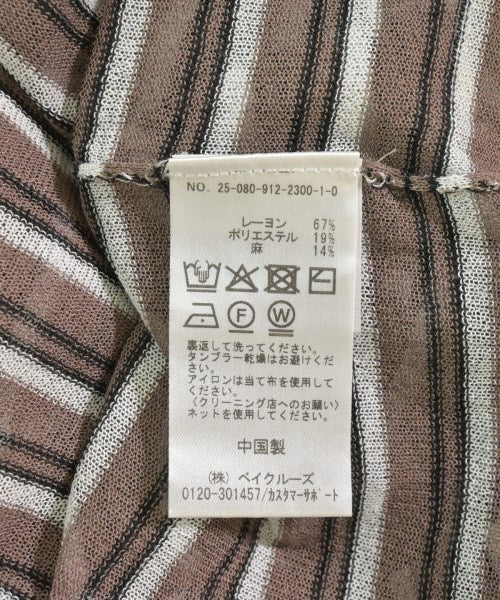 NO. 25-080-912-2300-1-0
レーヨン 67%
ポリエステル 19%
麻 14%
F W
裏返して洗ってください。
タンブラー乾燥はお避けくだ
さい。
アイロンは当て布を使用して
ください。
〈クリーニング店へのお願い〉
ネットを使用してください。
中国製
(株) ベイクルーズ
0120-301457/カスタマーサポート